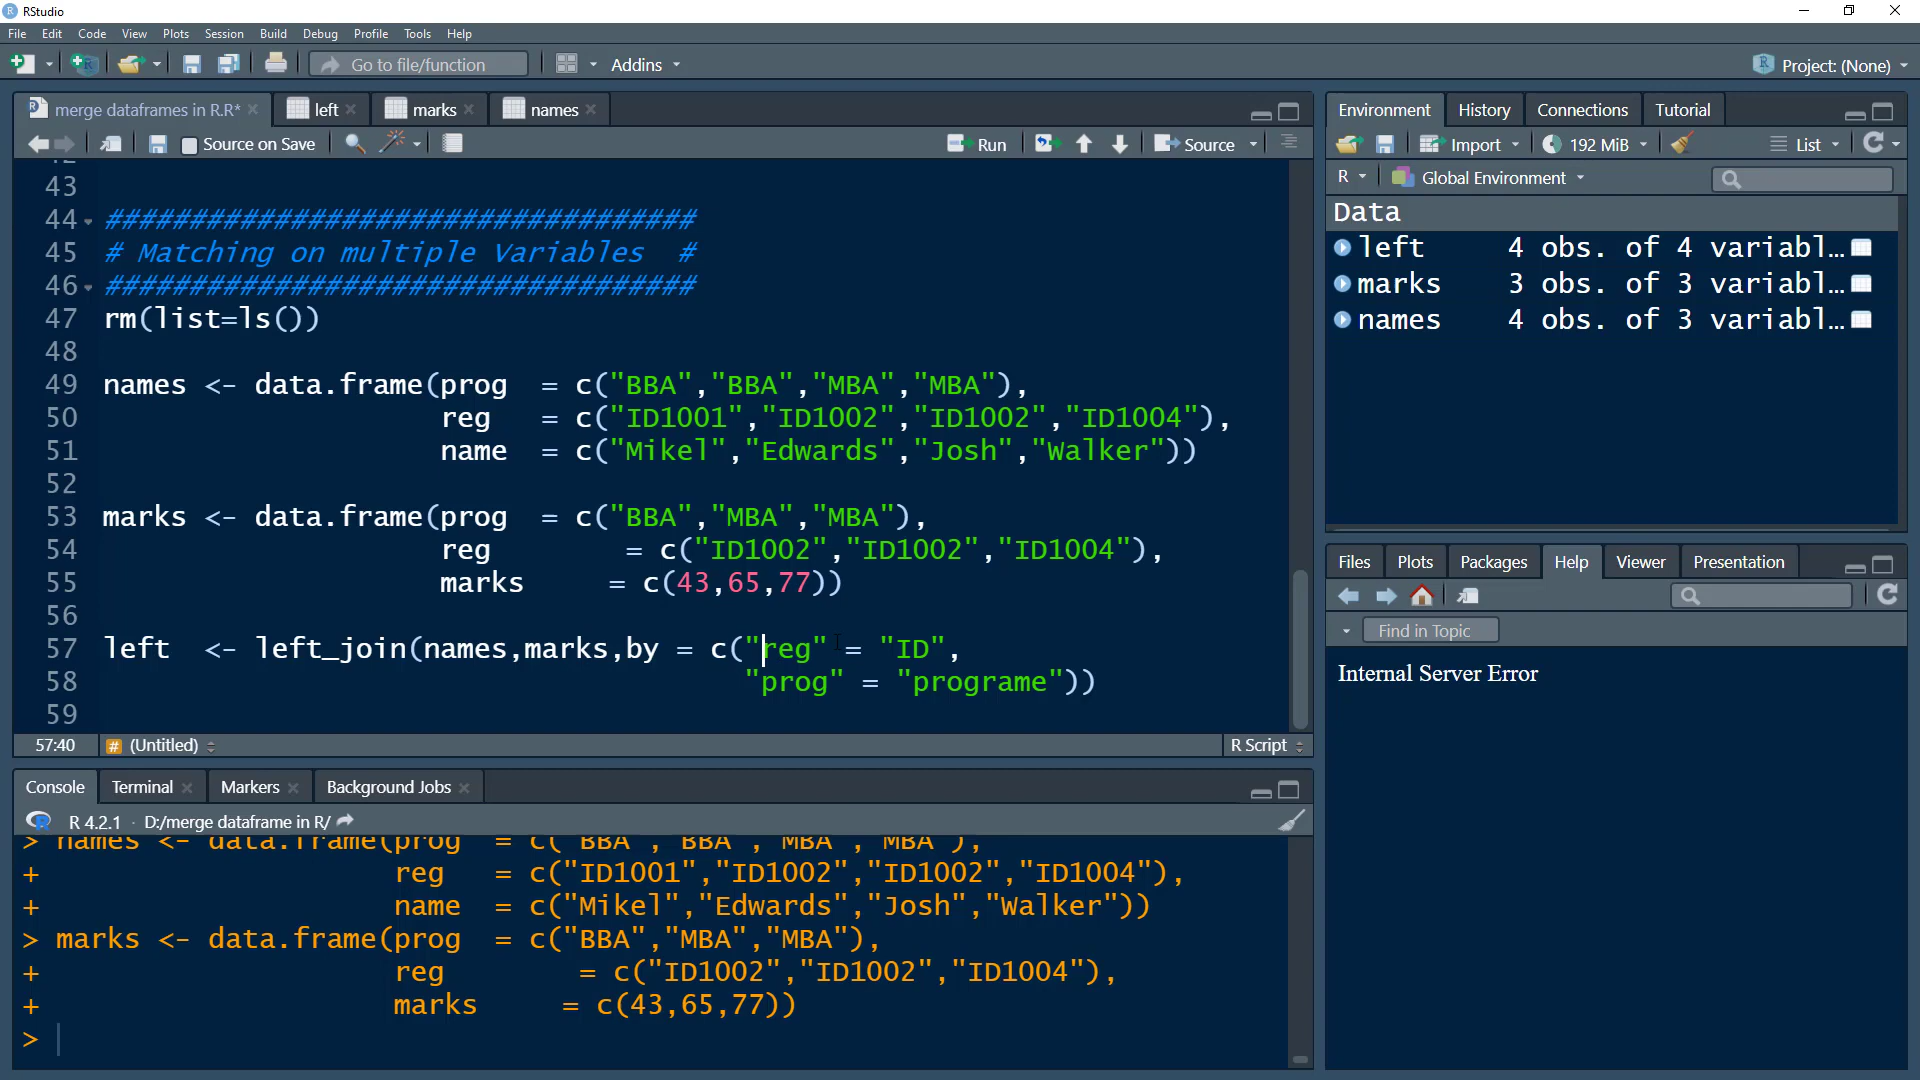 RStudio
File Edit Code View Plots Session Build Debug Profile Tools Help
Go to file/function Addins Project: (None)
merge dataframes in R.R* left marks names
Source on Save Run Source
43
44 ###################################
45 # Matching on multiple Variables #
46 ###################################
47 rm(list=ls())
48
49 names <- data.frame(prog = c("BBA","BBA","MBA","MBA"),
50 reg = c("ID1001","ID1002","ID1002","ID1004"),
51 name = c("Mikel","Edwards","Josh","Walker"))
52
53 marks <- data.frame(prog = c("BBA","MBA","MBA"),
54 reg = c("ID1002","ID1002","ID1004"),
55 marks = c(43,65,77))
56
57 left <- left_join(names,marks,by = c("reg" = "ID",
58 "prog" = "programe"))
59
57:40 # (Untitled) R Script
Console Terminal Markers Background Jobs
R 4.2.1 · D:/merge dataframe in R/
> names <- data.frame(prog = c("BBA","BBA","MBA","MBA"),
+ reg = c("ID1001","ID1002","ID1002","ID1004"),
+ name = c("Mikel","Edwards","Josh","Walker"))
> marks <- data.frame(prog = c("BBA","MBA","MBA"),
+ reg = c("ID1002","ID1002","ID1004"),
+ marks = c(43,65,77))
>
Environment History Connections Tutorial
Import 192 MiB List
R Global Environment
Data
left 4 obs. of 4 variabl…
marks 3 obs. of 3 variabl…
names 4 obs. of 3 variabl…
Files Plots Packages Help Viewer Presentation
Find in Topic
Internal Server Error